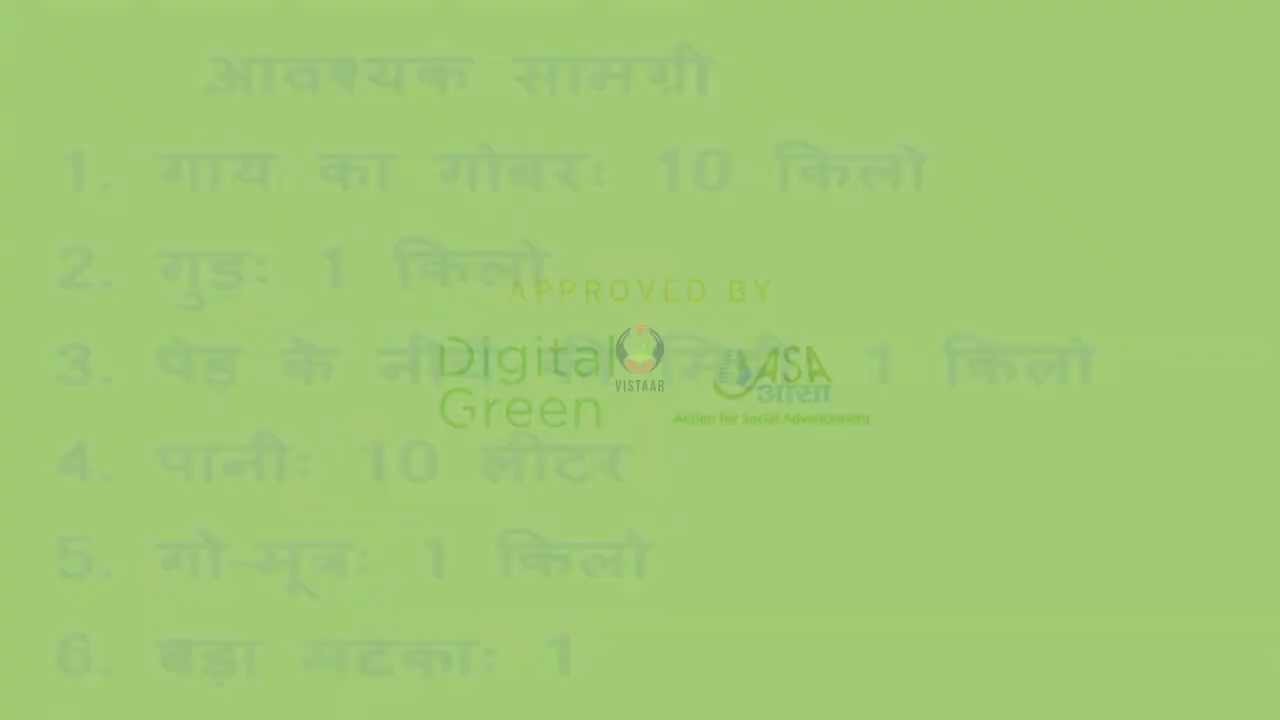 आवश्यक सामग्री
1. गाय का गोबरः 10 किलो
2. गुड़ः 1 किलो
APPROVED BY
3. पेड़ के नीचे की मिट्टी 1 किलो
Digital Green
VISTAAR
ASA
आसा
Action for Social Advancement
4. पानीः 10 लीटर
5. गो-मूत्रः 1 किलो
6. बड़ा मटकाः 1